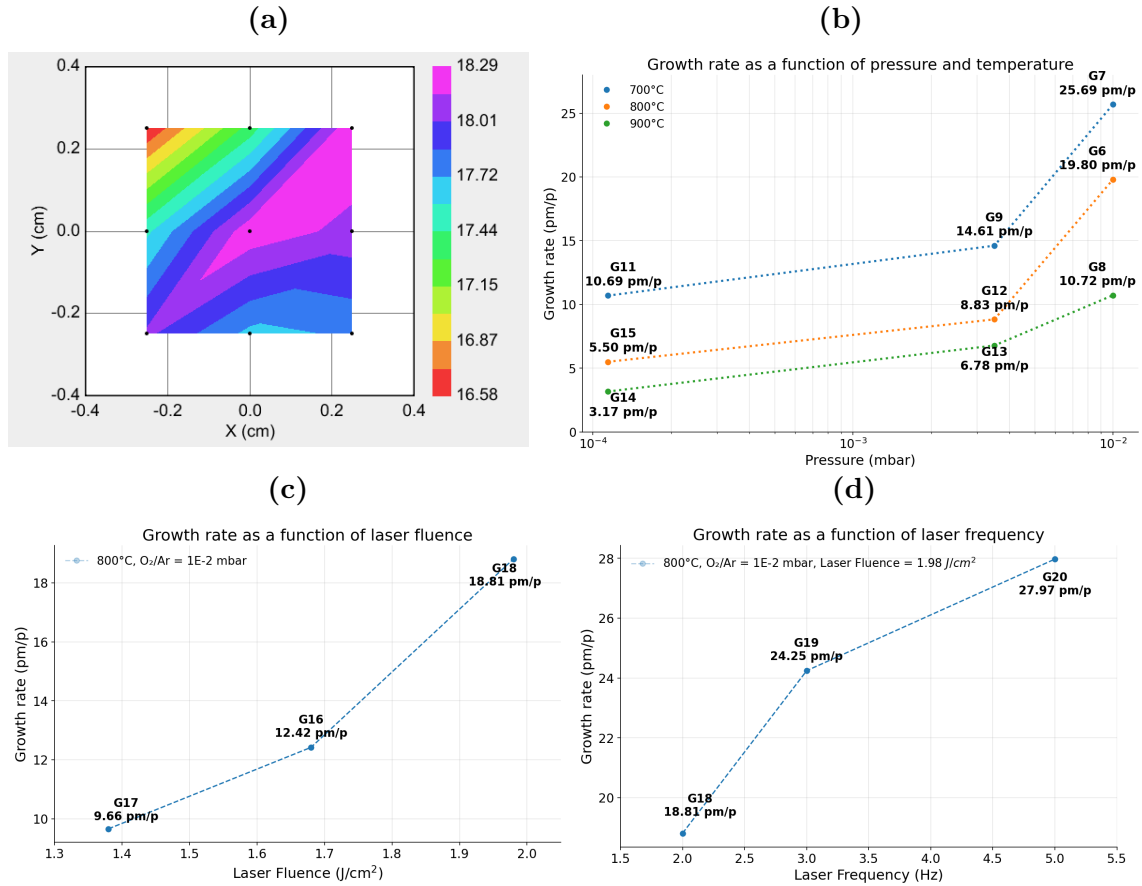 (a)
0.4
0.2
0.0
-0.2
-0.4
Y (cm)
-0.4
-0.2
0.0
0.2
0.4
X (cm)
18.29
18.01
17.72
17.44
17.15
16.87
16.58
(b)
Growth rate as a function of pressure and temperature
700°C
800°C
900°C
Growth rate (pm/p)
25
20
15
10
5
0
G7
25.69 pm/p
G6
19.80 pm/p
G9
14.61 pm/p
G11
10.69 pm/p
G8
10.72 pm/p
G12
8.83 pm/p
G15
5.50 pm/p
G13
6.78 pm/p
G14
3.17 pm/p
10⁻⁴
10⁻³
10⁻²
Pressure (mbar)
(c)
Growth rate as a function of laser fluence
800°C, O₂/Ar = 1E-2 mbar
Growth rate (pm/p)
18
16
14
12
10
G18
18.81 pm/p
G16
12.42 pm/p
G17
9.66 pm/p
1.3
1.4
1.5
1.6
1.7
1.8
1.9
2.0
Laser Fluence (J/cm²)
(d)
Growth rate as a function of laser frequency
800°C, O₂/Ar = 1E-2 mbar, Laser Fluence = 1.98 J/cm²
Growth rate (pm/p)
28
26
24
22
20
G20
27.97 pm/p
G19
24.25 pm/p
G18
18.81 pm/p
1.5
2.0
2.5
3.0
3.5
4.0
4.5
5.0
5.5
Laser Frequency (Hz)